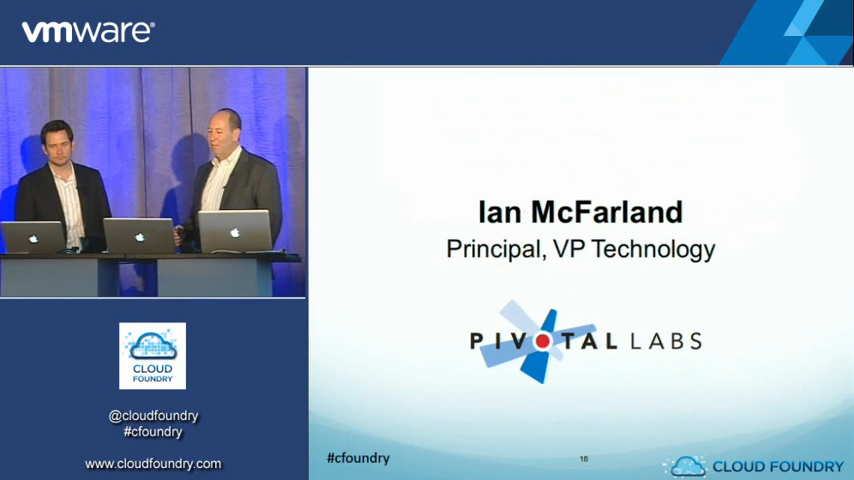 vmware®
Ian McFarland
Principal, VP Technology
PIVOTAL LABS
CLOUD
FOUNDRY
@cloudfoundry
#cfoundry
www.cloudfoundry.com
#cfoundry
18
CLOUD FOUNDRY